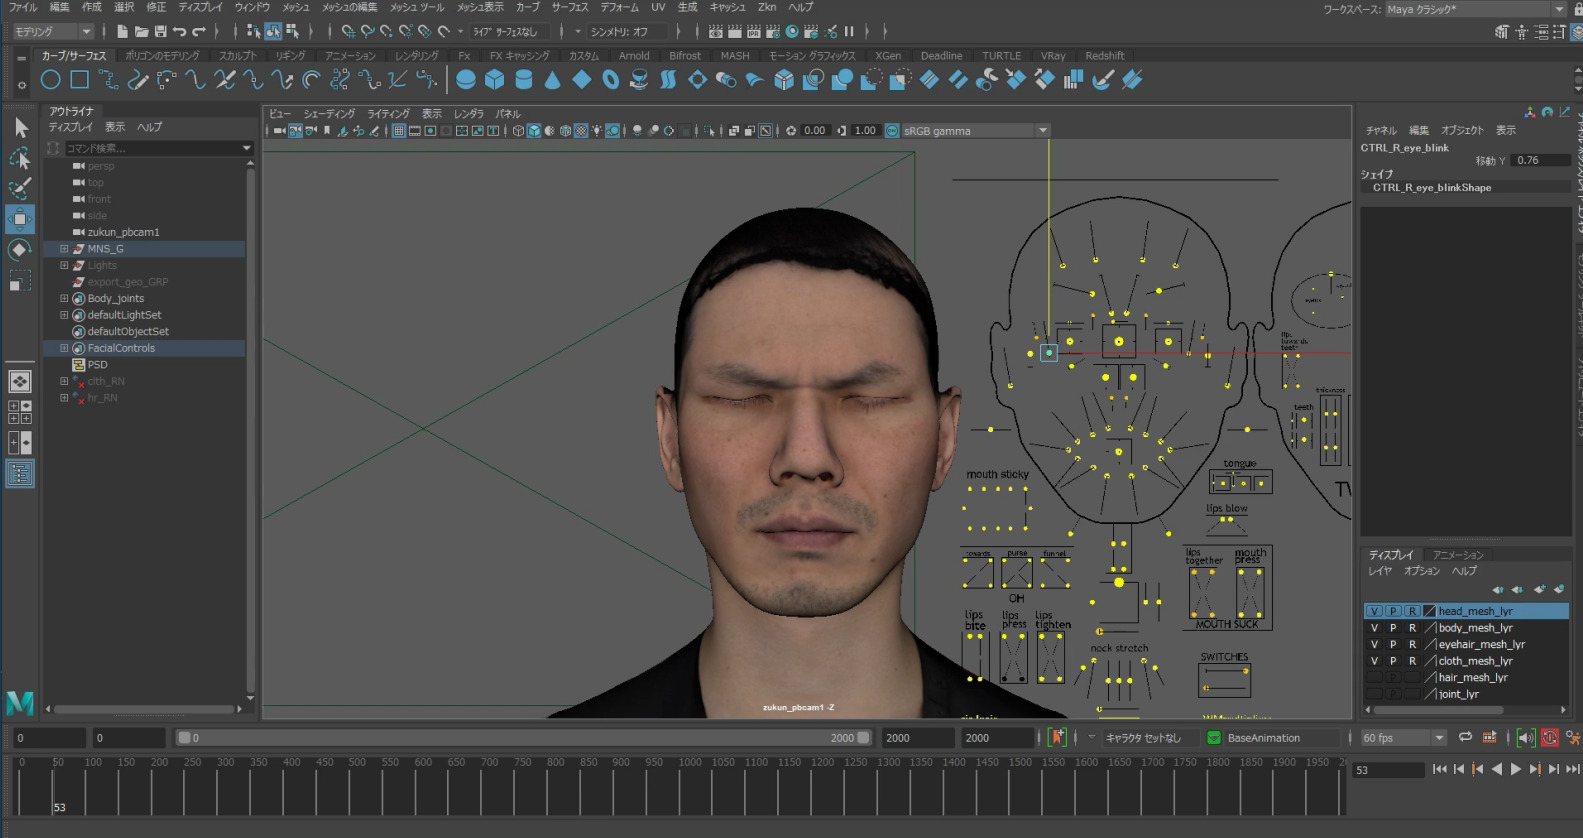 ファイル 編集 作成 選択 修正 ディスプレイ ウィンドウ メッシュ メッシュの編集 メッシュ ツール メッシュ表示 カーブ サーフェス デフォーム UV 生成 キャッシュ Zkn ヘルプ
ワークスペース: Maya クラシック*
モデリング
ライブ サーフェスなし
シンメトリ: オフ
カーブ/サーフェス ポリゴンのモデリング スカルプト リギング アニメーション レンダリング Fx FX キャッシング カスタム Arnold Bifrost MASH モーション グラフィックス XGen Deadline TURTLE VRay Redshift
アウトライナ
ディスプレイ 表示 ヘルプ
コマンド検索...
persp
top
front
side
zukun_pbcam1
MNS_G
Lights
export_geo_GRP
Body_joints
defaultLightSet
defaultObjectSet
FacialControls
PSD
clth_RN
hr_RN
ビュー シェーディング ライティング 表示 レンダラ パネル
0.00
1.00
sRGB gamma
lips
towards
teeth
thickness
teeth
tongue
mouth sticky
lips blow
towards purse funnel
OH
lips
together
mouth
press
MOUTH SUCK
lips
bite
lips
press
lips
tighten
neck stretch
SWITCHES
zukun_pbcam1 -Z
チャネル 編集 オブジェクト 表示
CTRL_R_eye_blink
移動 Y 0.76
シェイプ
CTRL_R_eye_blinkShape
ディスプレイ アニメーション
レイヤ オプション ヘルプ
V P R head_mesh_lyr
V P R body_mesh_lyr
V P R eyehair_mesh_lyr
V P R cloth_mesh_lyr
hair_mesh_lyr
joint_lyr
0 0 0 2000 2000 2000
キャラクタ セットなし
BaseAnimation
60 fps
0 50 100 150 200 250 300 350 400 450 500 550 600 650 700 750 800 850 900 950 1000 1050 1100 1150 1200 1250 1300 1350 1400 1450 1500 1550 1600 1650 1700 1750 1800 1850 1900 1950
53
53